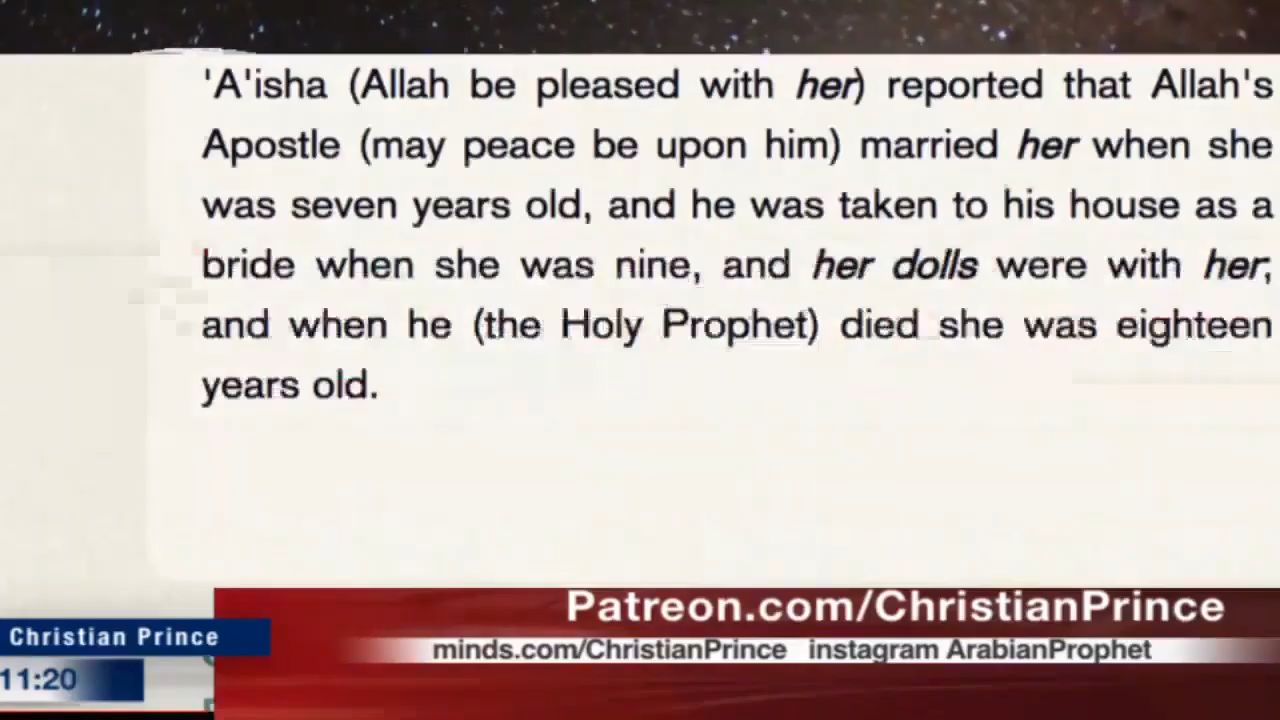 'A'isha (Allah be pleased with her) reported that Allah's
Apostle (may peace be upon him) married her when she
was seven years old, and he was taken to his house as a
bride when she was nine, and her dolls were with her,
and when he (the Holy Prophet) died she was eighteen
years old.
Patreon.com/ChristianPrince
Christian Prince
minds.com/ChristianPrince instagram ArabianProphet
11:20